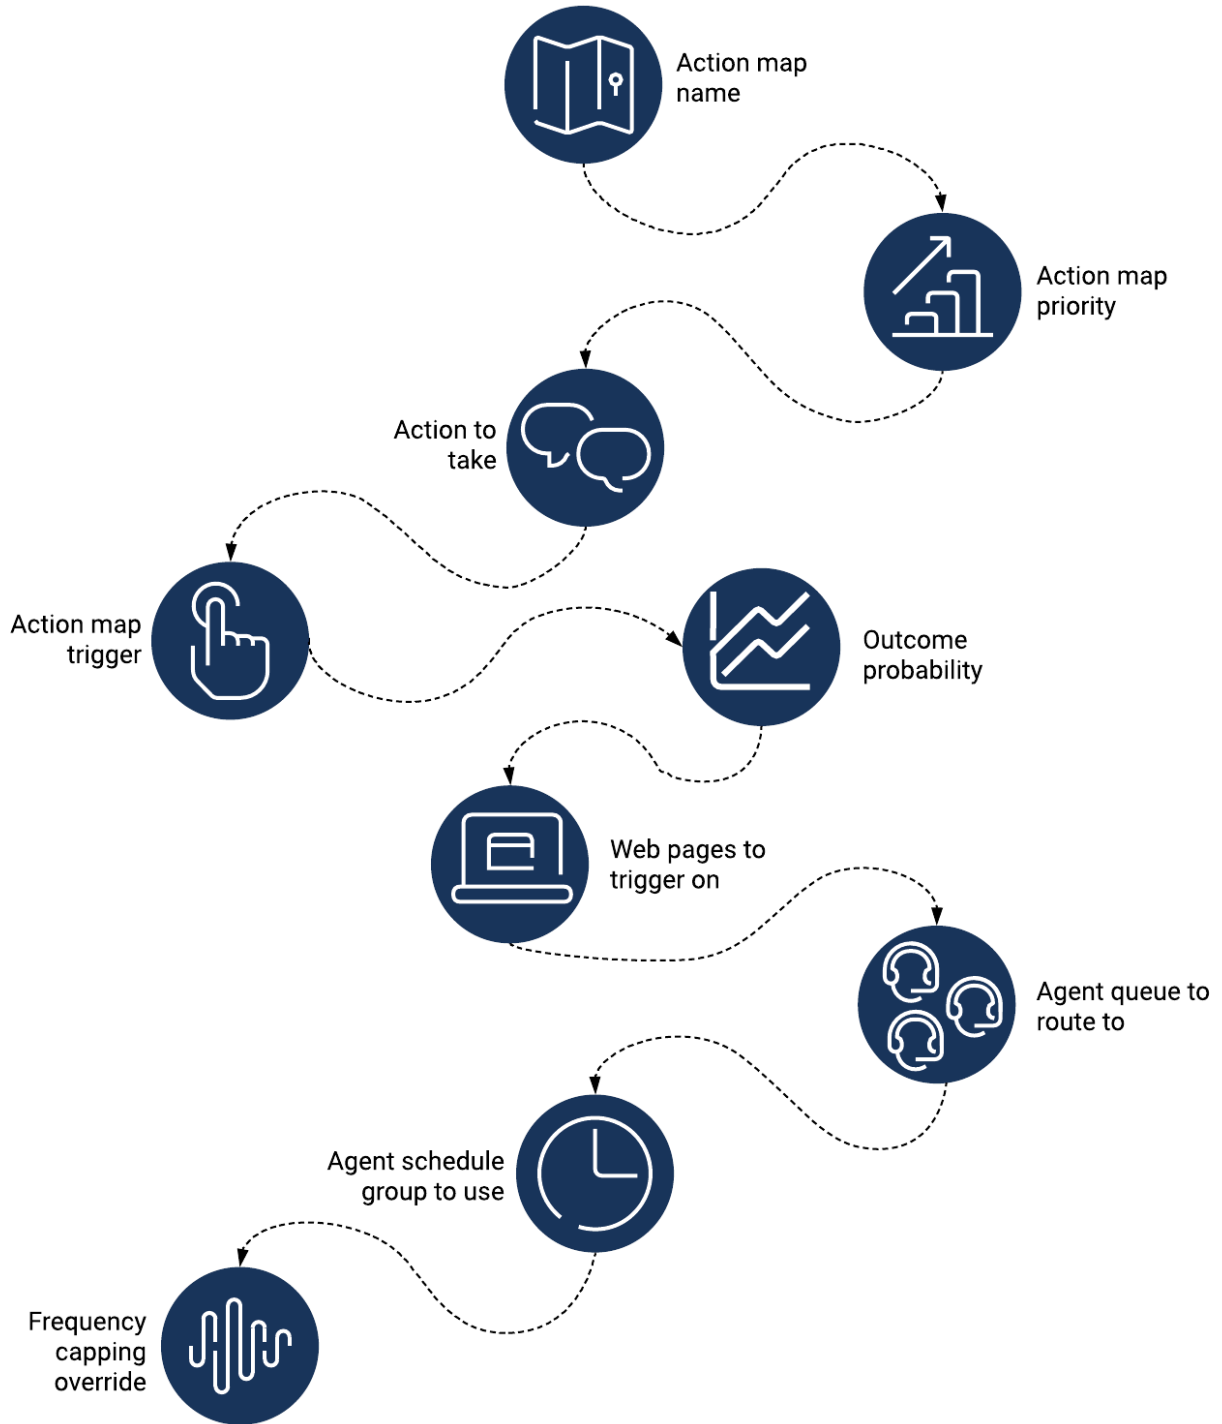 Action map
name
Action map
priority
Action to
take
Action map
trigger
Outcome
probability
Web pages to
trigger on
Agent queue to
route to
Agent schedule
group to use
Frequency
capping
override